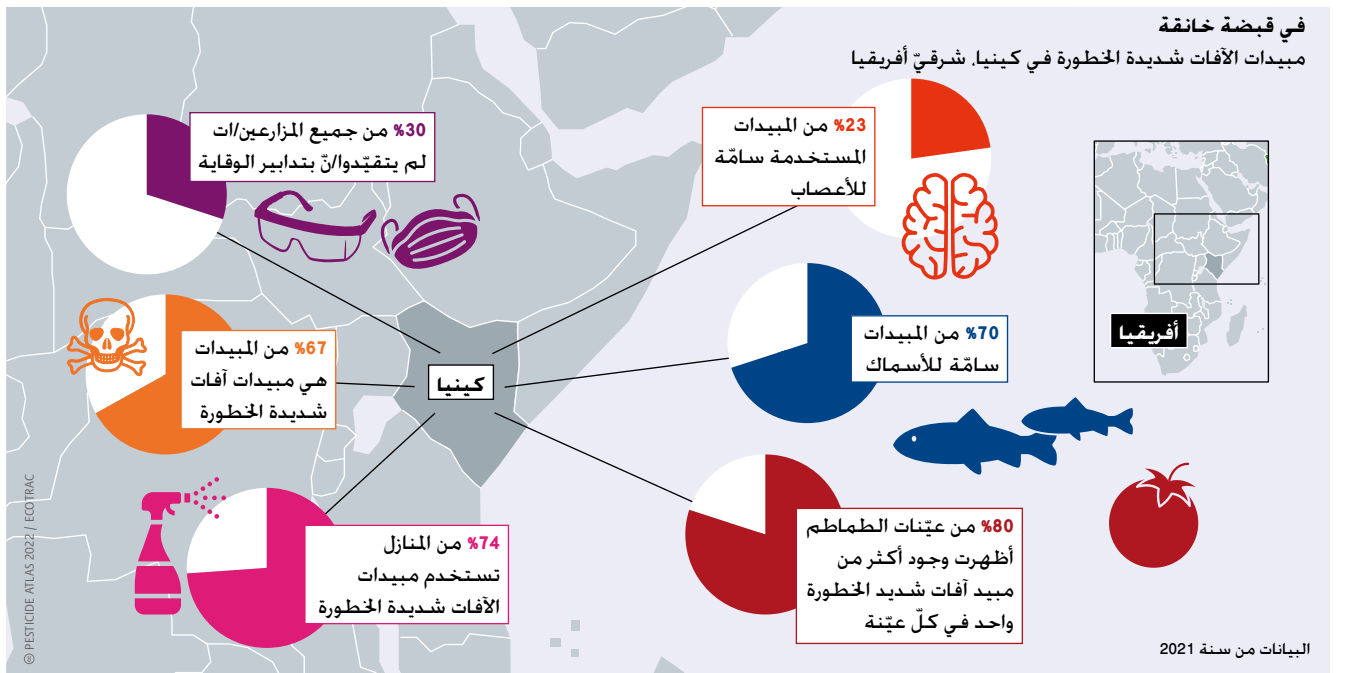 في قبضة خانقة
مبيدات الآفات شديدة الخطورة في كينيا، شرقيّ أفريقيا
%23 من المبيدات
المستخدمة سامّة
للأعصاب
%30 من جميع المزارعين/ات
لم يتقيّدوا/نّ بتدابير الوقاية
%70 من المبيدات
سامّة للأسماك
أفريقيا
%67 من المبيدات
هي مبيدات آفات
شديدة الخطورة
كينيا
%80 من عيّنات الطماطم
أظهرت وجود أكثر من
مبيد آفات شديد الخطورة
واحد في كلّ عيّنة
%74 من المنازل
تستخدم مبيدات
الآفات شديدة الخطورة
البيانات من سنة 2021
PESTICIDE ATLAS 2022 / ECOTRAC